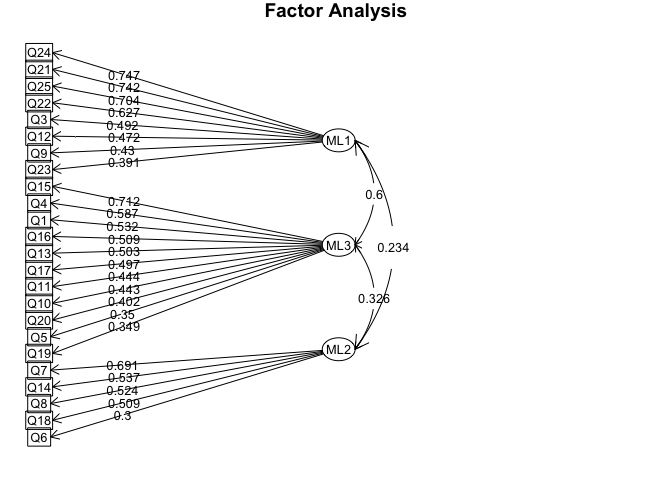 Factor Analysis
Q24
Q21
Q25
Q22
Q3
Q12
Q9
Q23
Q15
Q4
Q1
Q16
Q13
Q17
Q11
Q10
Q20
Q5
Q19
Q7
Q14
Q8
Q18
Q6
0.747
0.742
0.704
0.627
0.492
0.472
0.43
0.391
0.712
0.587
0.532
0.509
0.503
0.497
0.444
0.443
0.402
0.35
0.349
0.691
0.537
0.524
0.509
0.3
ML1
ML3
ML2
0.6
0.234
0.326